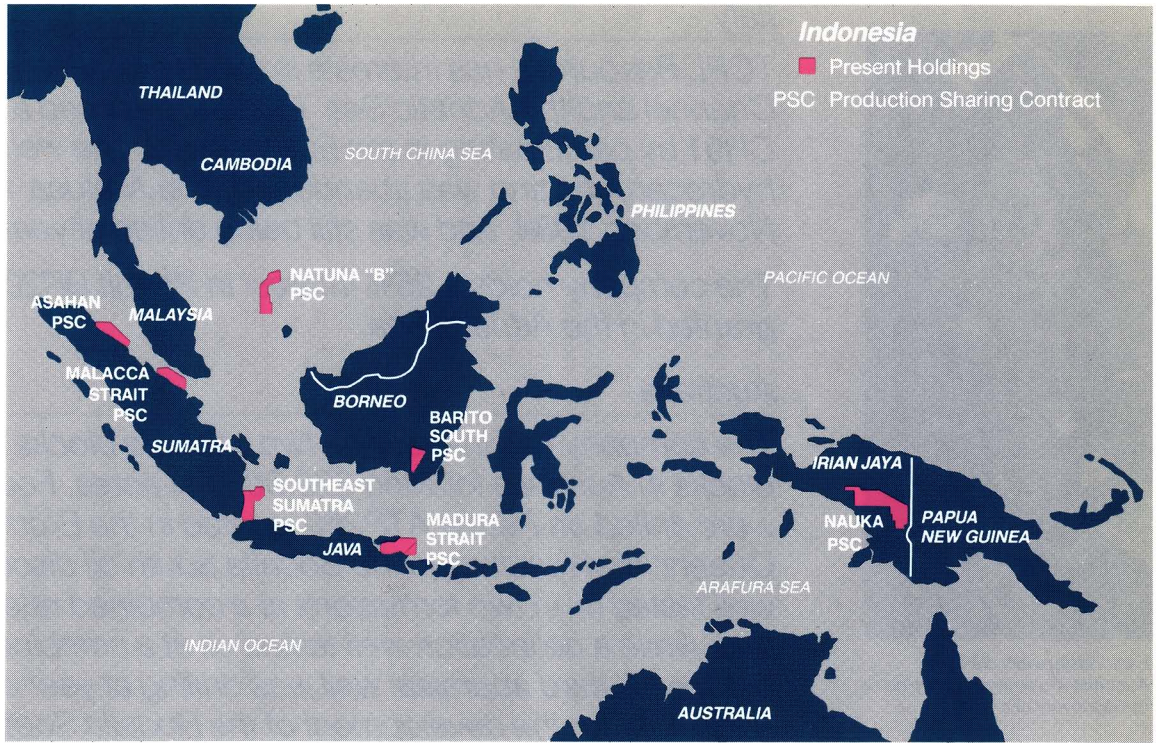 Indonesia
Present Holdings
PSC Production Sharing Contract
THAILAND
CAMBODIA
SOUTH CHINA SEA
PHILIPPINES
PACIFIC OCEAN
NATUNA “B”
PSC
ASAHAN
PSC
MALAYSIA
MALACCA
STRAIT
PSC
BORNEO
BARITO
SOUTH
PSC
SUMATRA
SOUTHEAST
SUMATRA
PSC
JAVA
MADURA
STRAIT
PSC
IRIAN JAYA
NAUKA
PSC
PAPUA
NEW GUINEA
ARAFURA SEA
INDIAN OCEAN
AUSTRALIA